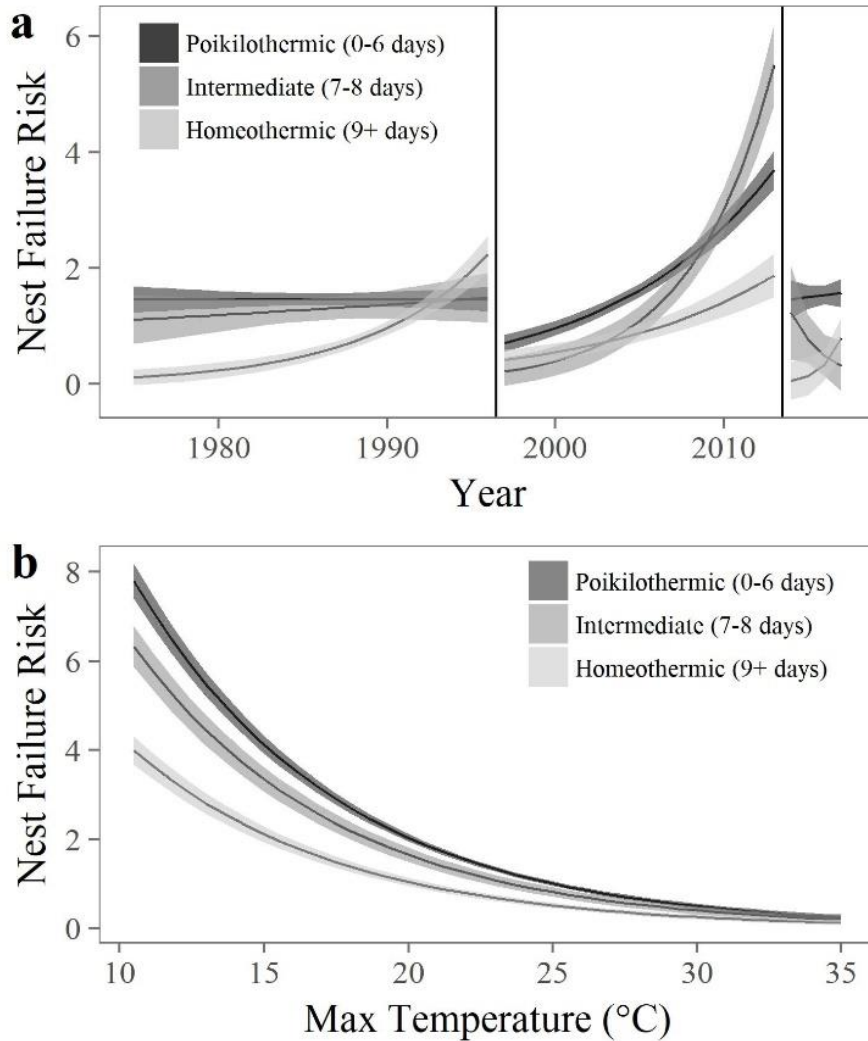 a
Poikilothermic (0-6 days)
Intermediate (7-8 days)
Homeothermic (9+ days)
Nest Failure Risk
6
4
2
0
1980 1990 2000 2010
Year
b
Poikilothermic (0-6 days)
Intermediate (7-8 days)
Homeothermic (9+ days)
Nest Failure Risk
8
6
4
2
0
10 15 20 25 30 35
Max Temperature (°C)